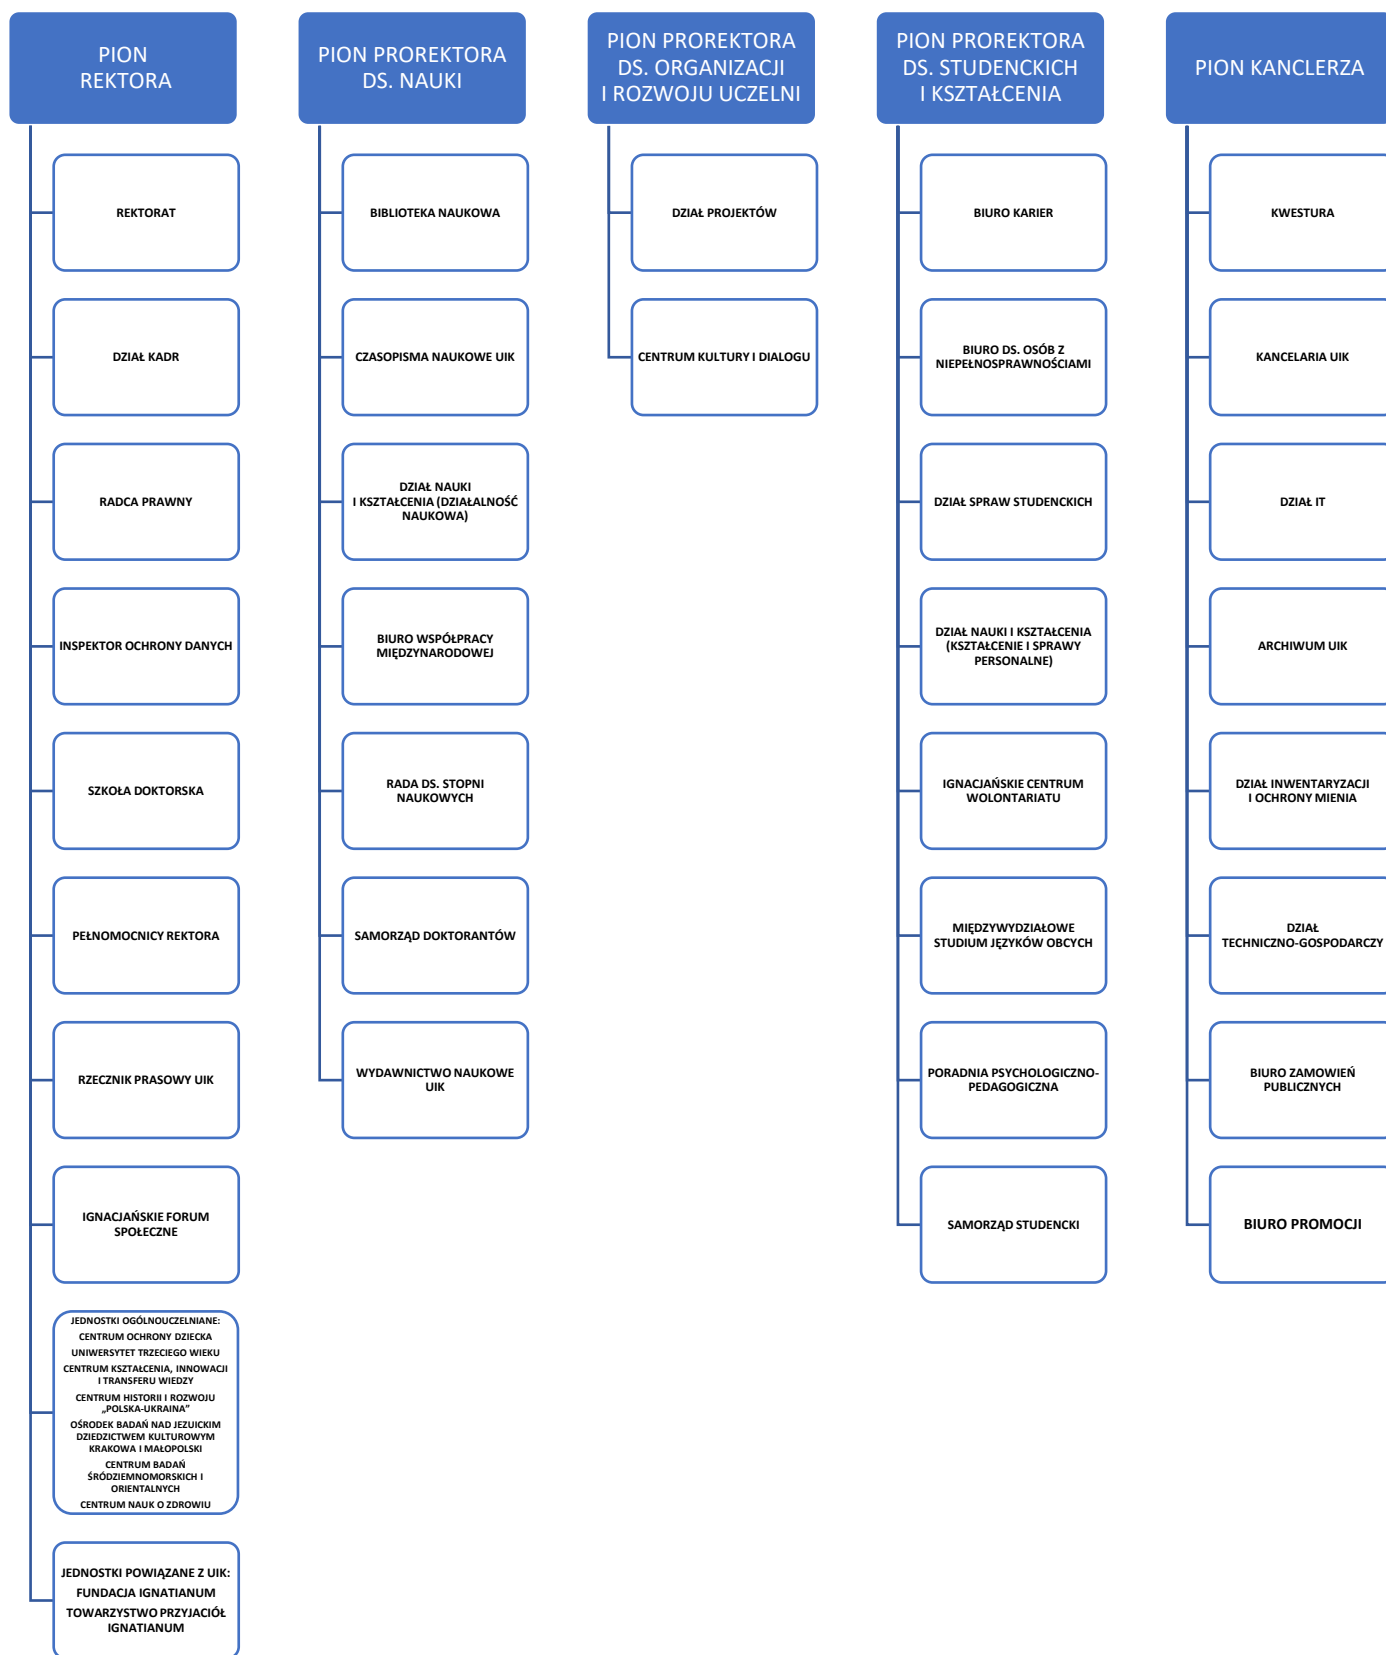 PION
REKTORA
REKTORAT
DZIAŁ KADR
RADCA PRAWNY
INSPEKTOR OCHRONY DANYCH
SZKOŁA DOKTORSKA
PEŁNOMOCNICY REKTORA
RZECZNIK PRASOWY UIK
IGNACJAŃSKIE FORUM
SPOŁECZNE
JEDNOSTKI OGÓLNOUCZELNIANE:
CENTRUM OCHRONY DZIECKA
UNIWERSYTET TRZECIEGO WIEKU
CENTRUM KSZTAŁCENIA, INNOWACJI
I TRANSFERU WIEDZY
CENTRUM HISTORII I ROZWOJU
„POLSKA-UKRAINA”
OŚRODEK BADAŃ NAD JEZUICKIM
DZIEDZICTWEM KULTUROWYM
KRAKOWA I MAŁOPOLSKI
CENTRUM BADAŃ
ŚRÓDZIEMNOMORSKICH I
ORIENTALNYCH
CENTRUM NAUK O ZDROWIU
JEDNOSTKI POWIĄZANE Z UIK:
FUNDACJA IGNATIANUM
TOWARZYSTWO PRZYJACIÓŁ
IGNATIANUM
PION PROREKTORA
DS. NAUKI
BIBLIOTEKA NAUKOWA
CZASOPISMA NAUKOWE UIK
DZIAŁ NAUKI
I KSZTAŁCENIA (DZIAŁALNOŚĆ
NAUKOWA)
BIURO WSPÓŁPRACY
MIĘDZYNARODOWEJ
RADA DS. STOPNI
NAUKOWYCH
SAMORZĄD DOKTORANTÓW
WYDAWNICTWO NAUKOWE
UIK
PION PROREKTORA
DS. ORGANIZACJI
I ROZWOJU UCZELNI
DZIAŁ PROJEKTÓW
CENTRUM KULTURY I DIALOGU
PION PROREKTORA
DS. STUDENCKICH
I KSZTAŁCENIA
BIURO KARIER
BIURO DS. OSÓB Z
NIEPEŁNOSPRAWNOŚCIAMI
DZIAŁ SPRAW STUDENCKICH
DZIAŁ NAUKI I KSZTAŁCENIA
(KSZTAŁCENIE I SPRAWY
PERSONALNE)
IGNACJAŃSKIE CENTRUM
WOLONTARIATU
MIĘDZYWYDZIAŁOWE
STUDIUM JĘZYKÓW OBCYCH
PORADNIA PSYCHOLOGICZNO-
PEDAGOGICZNA
SAMORZĄD STUDENCKI
PION KANCLERZA
KWESTURA
KANCELARIA UIK
DZIAŁ IT
ARCHIWUM UIK
DZIAŁ INWENTARYZACJI
I OCHRONY MIENIA
DZIAŁ
TECHNICZNO-GOSPODARCZY
BIURO ZAMOWIEŃ
PUBLICZNYCH
BIURO PROMOCJI